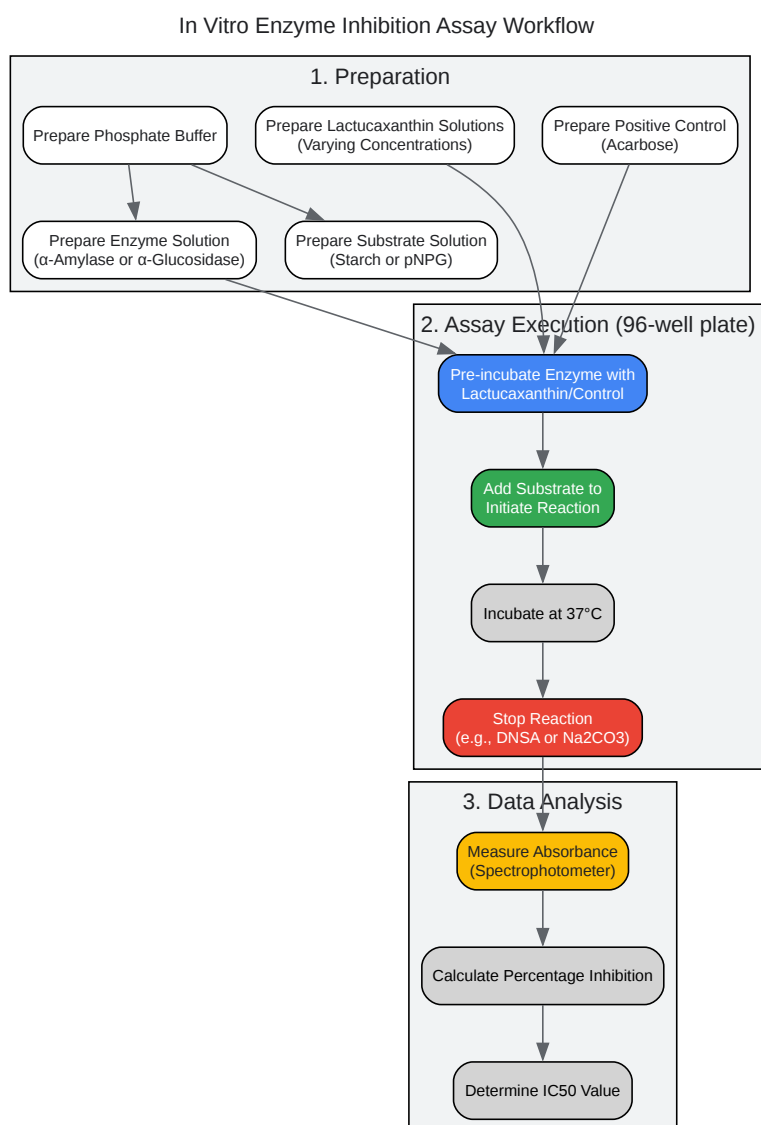 In Vitro Enzyme Inhibition Assay Workflow
1. Preparation
Prepare Phosphate Buffer
Prepare Lactucaxanthin Solutions
(Varying Concentrations)
Prepare Positive Control
(Acarbose)
Prepare Enzyme Solution
(α-Amylase or α-Glucosidase)
Prepare Substrate Solution
(Starch or pNPG)
2. Assay Execution (96-well plate)
Pre-incubate Enzyme with
Lactucaxanthin/Control
Add Substrate to
Initiate Reaction
Incubate at 37°C
Stop Reaction
(e.g., DNSA or Na2CO3)
3. Data Analysis
Measure Absorbance
(Spectrophotometer)
Calculate Percentage Inhibition
Determine IC50 Value